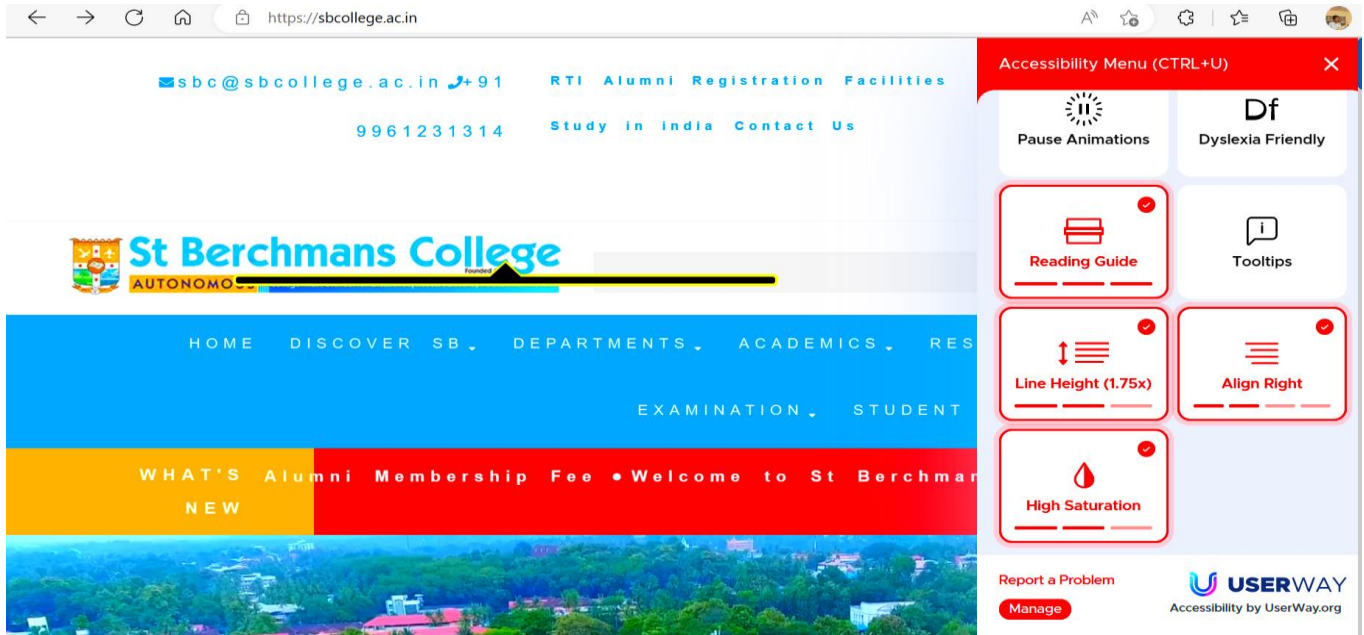 https://sbcollege.ac.in
sbc@sbcollege.ac.in +91
9961231314
RTI Alumni Registration Facilities
Study in india Contact Us
St Berchmans College
Founded
AUTONOMOUS
HOME DISCOVER SB DEPARTMENTS ACADEMICS RES
EXAMINATION STUDENT
WHAT'S
NEW
Alumni Membership Fee •Welcome to St Berchman
Accessibility Menu (CTRL+U)
Pause Animations
Df
Dyslexia Friendly
Reading Guide
Tooltips
Line Height (1.75x)
Align Right
High Saturation
Report a Problem
Manage
USERWAY
Accessibility by UserWay.org